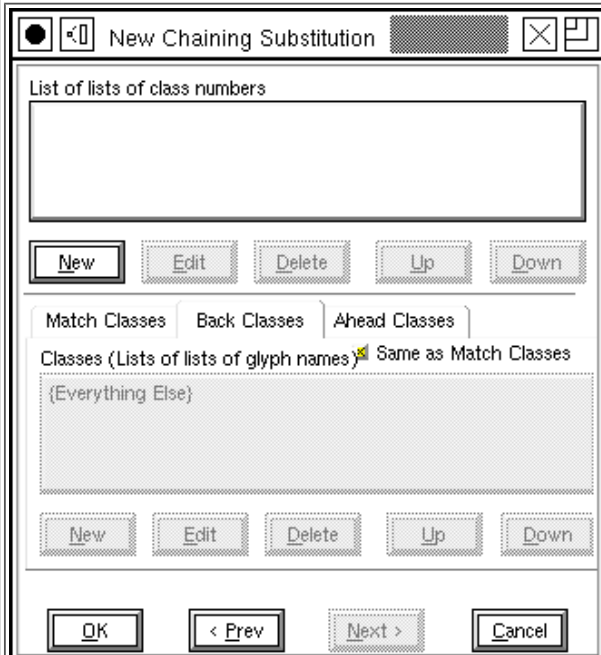 New Chaining Substitution
List of lists of class numbers
New Edit Delete Up Down
Match Classes Back Classes Ahead Classes
Classes (Lists of lists of glyph names) Same as Match Classes
{Everything Else}
New Edit Delete Up Down
OK < Prev Next > Cancel